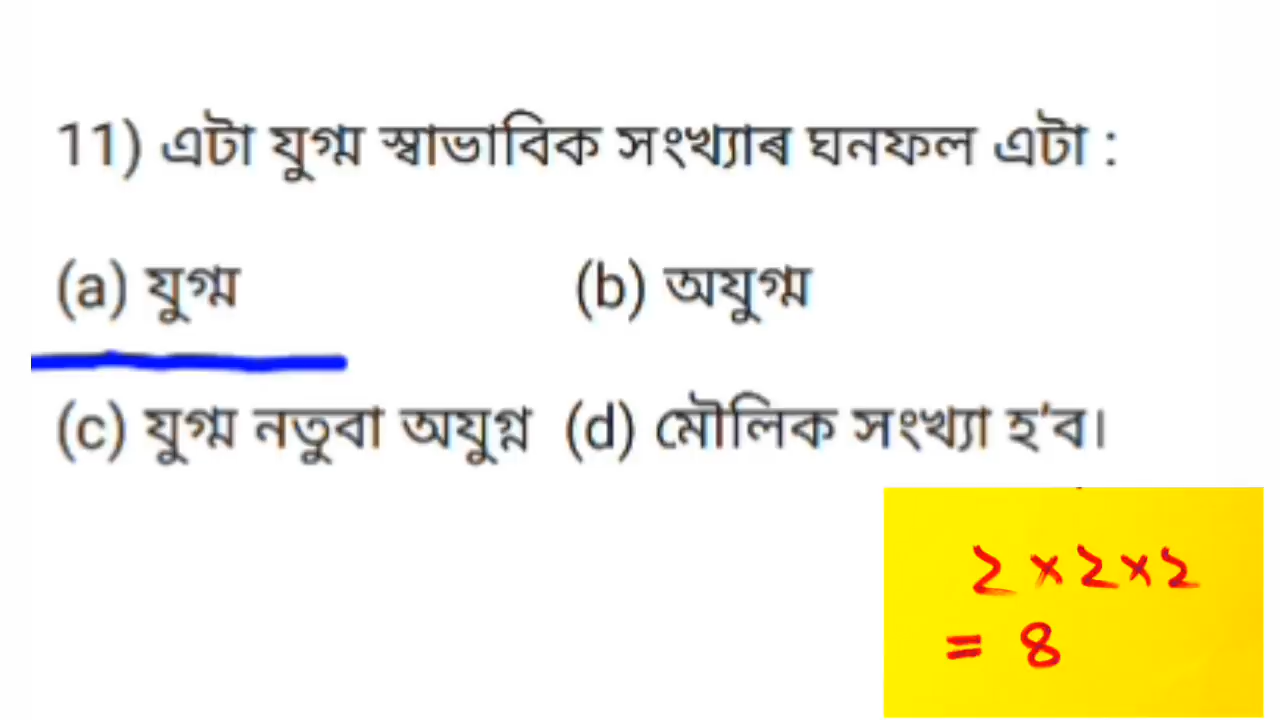 11) এটা যুগ্ম স্বাভাবিক সংখ্যাৰ ঘনফল এটা :
(a) যুগ্ম (b) অযুগ্ম
(c) যুগ্ম নতুবা অযুগ্ন (d) মৌলিক সংখ্যা হ'ব।
2 × 2 × 2
= 8